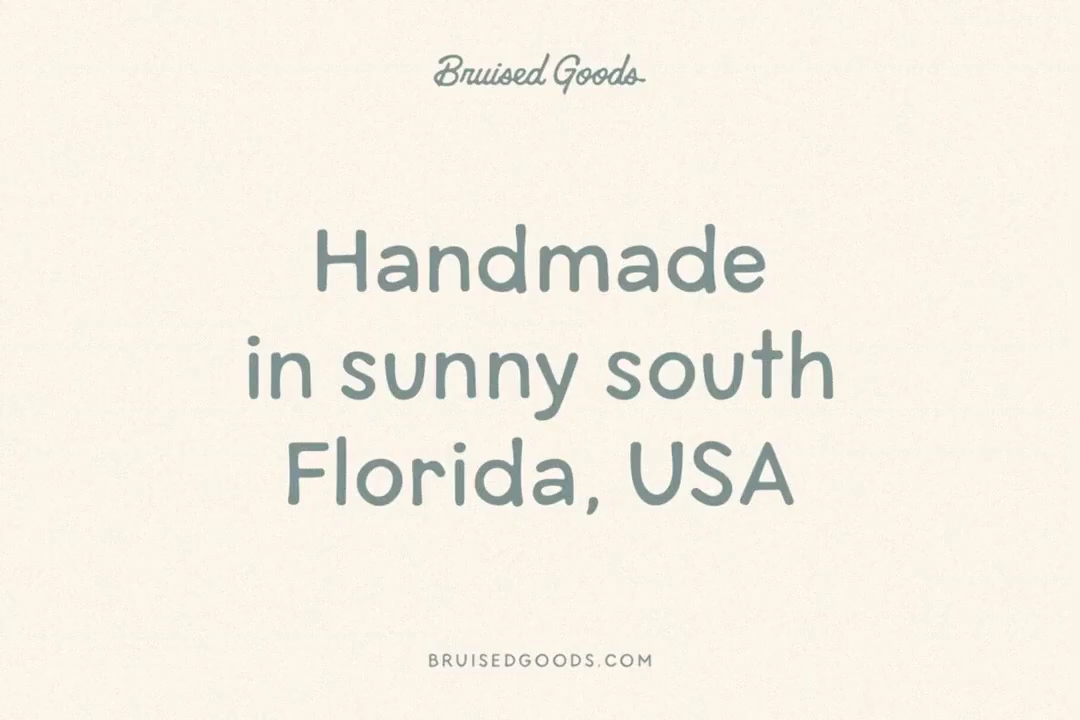 Bruised Goods
Handmade
in sunny south
Florida, USA
BRUISEDGOODS.COM